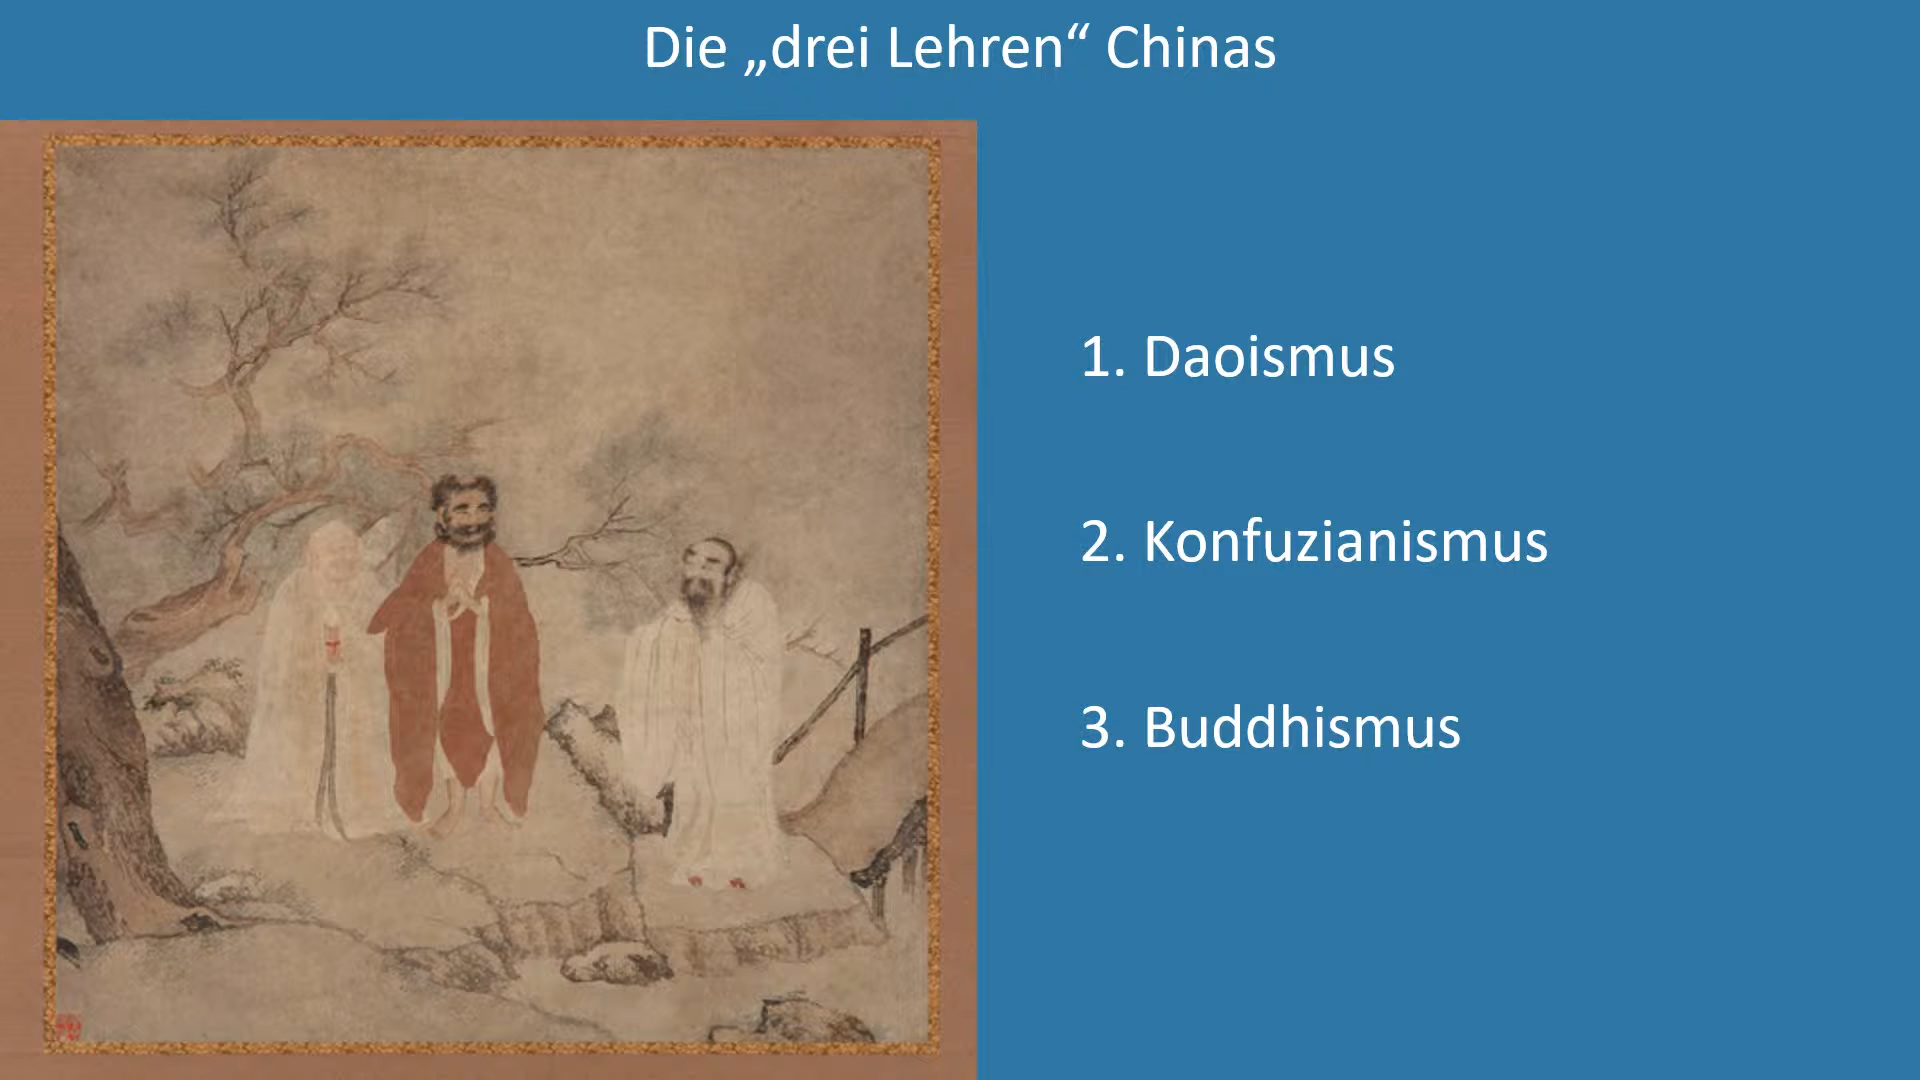 Die „drei Lehren“ Chinas
1. Daoismus
2. Konfuzianismus
3. Buddhismus